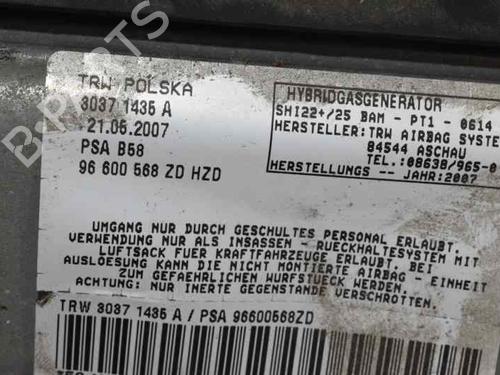 B-PARTS
TRW POLSKA
3037 1435 A
21.05.2007
PSA B58
96 600 568 ZD HZD
HYBRIDGASGENERATOR
SHI22+/25 BAM - PT1 - 0614
HERSTELLER: TRW AIRBAG SYSTE
84544 ASCHAU
TEL.: 08638/965-0
HERSTELLUNGS -- JAHR: 2007
UMGANG NUR DURCH GESCHULTES PERSONAL ERLAUBT.
VERWENDUNG NUR ALS INSASSEN - RUECKHALTESYSTEM MIT
LUFTSACK FUER KRAFTFAHRZEUGE ERLAUBT. BEI
AUSLOESUNG KANN DIE NICHT MONTIERTE AIRBAG - EINHEIT
ZUM GEFAEHRLICHEN WURFSTUECK WERDEN.
ACHTUNG: NUR INERTE GEGENSTAENDE VERSCHROTTEN.
TRW 3037 1435 A / PSA 96600568ZD